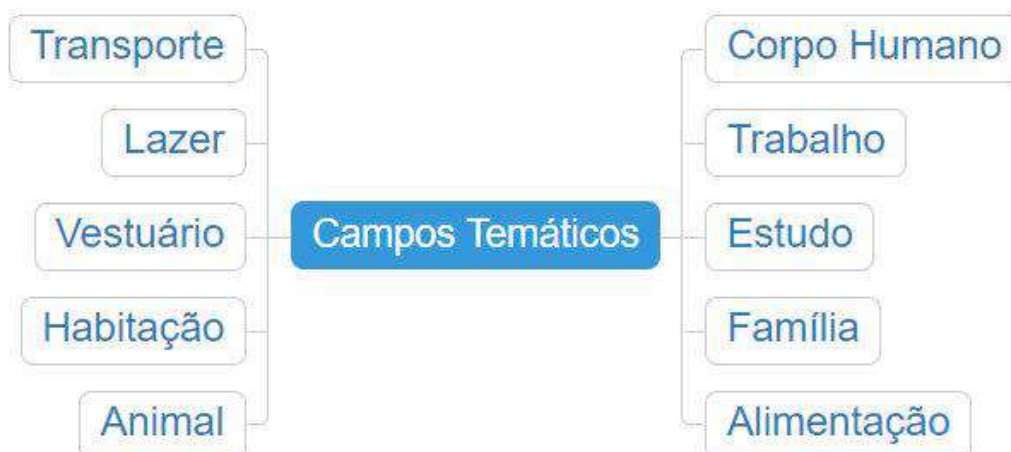 Transporte
Lazer
Vestuário
Habitação
Animal
Campos Temáticos
Corpo Humano
Trabalho
Estudo
Família
Alimentação